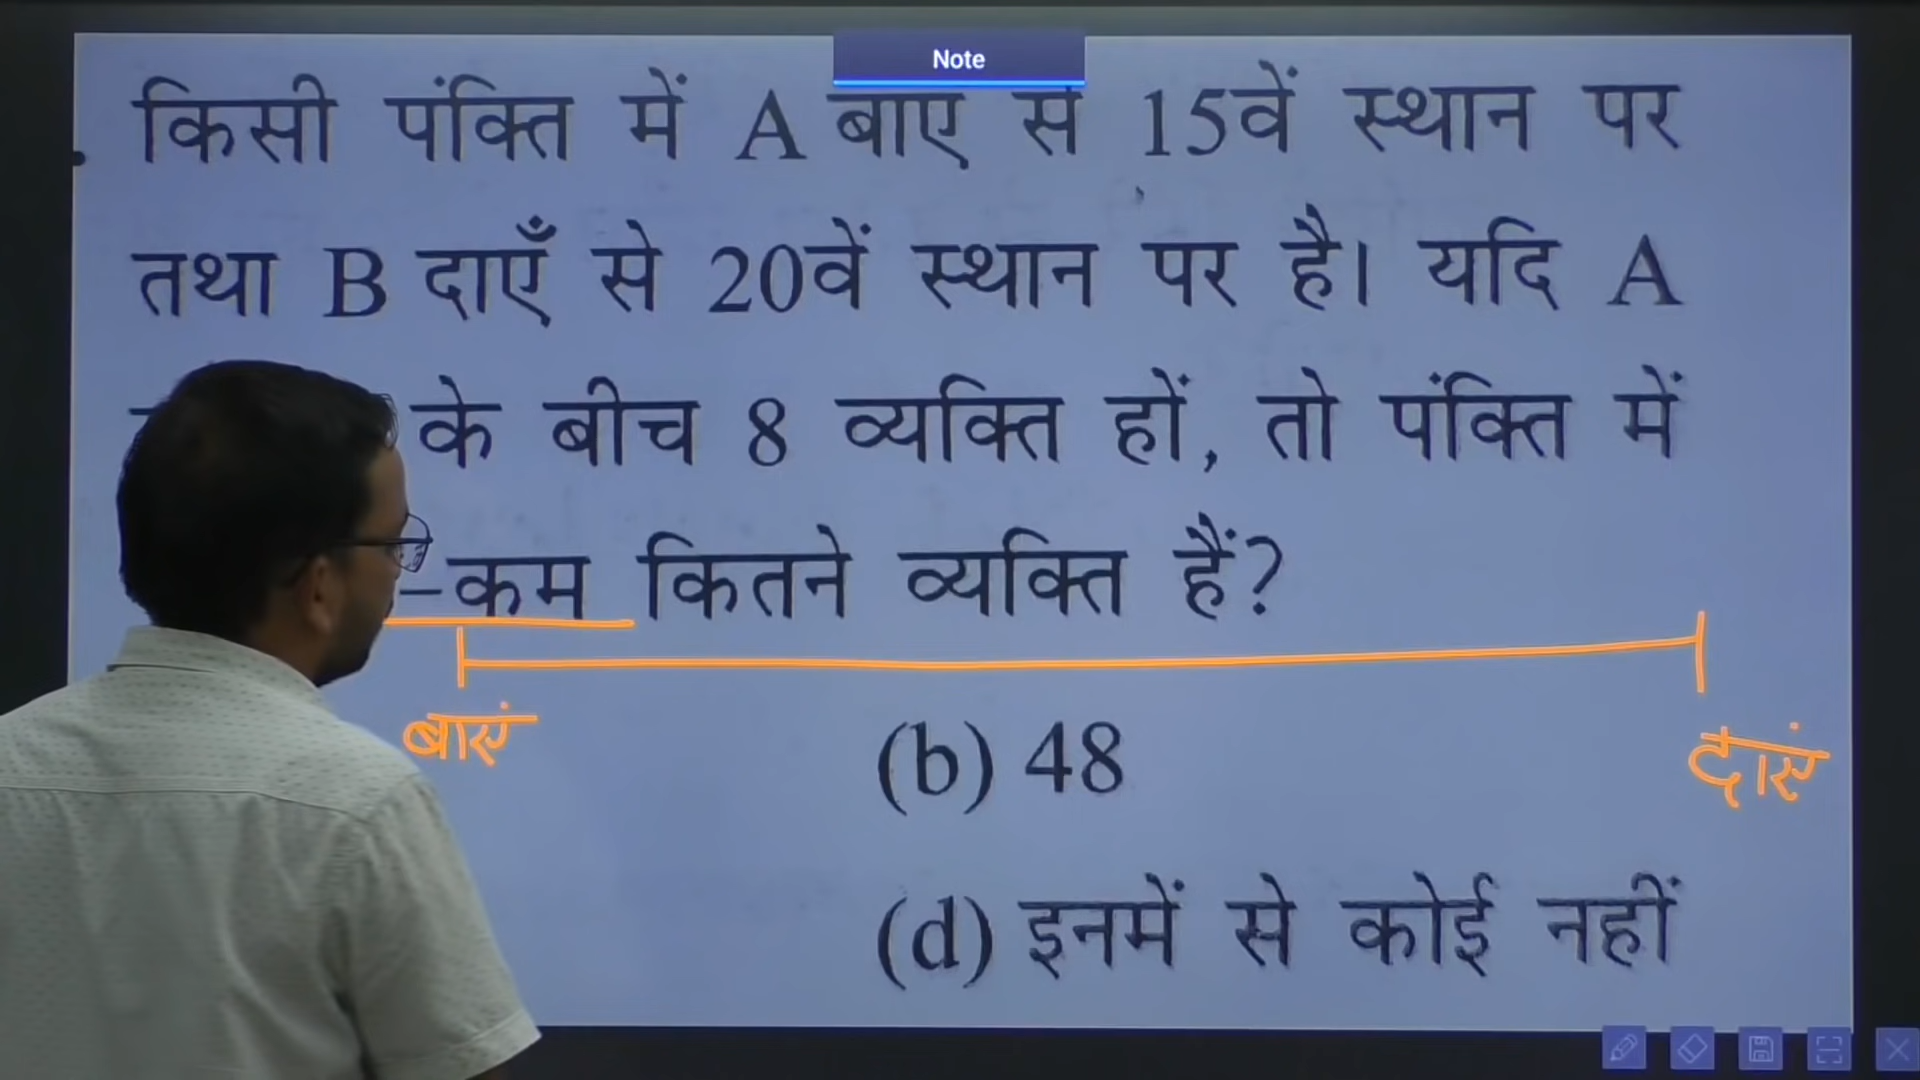 Note
किसी पंक्ति में A बाएं से 15वें स्थान पर
तथा B दाएँ से 20वें स्थान पर है। यदि A
के बीच 8 व्यक्ति हों, तो पंक्ति में
-कम कितने व्यक्ति हैं?
बाएं
दाएं
(b) 48
(d) इनमें से कोई नहीं